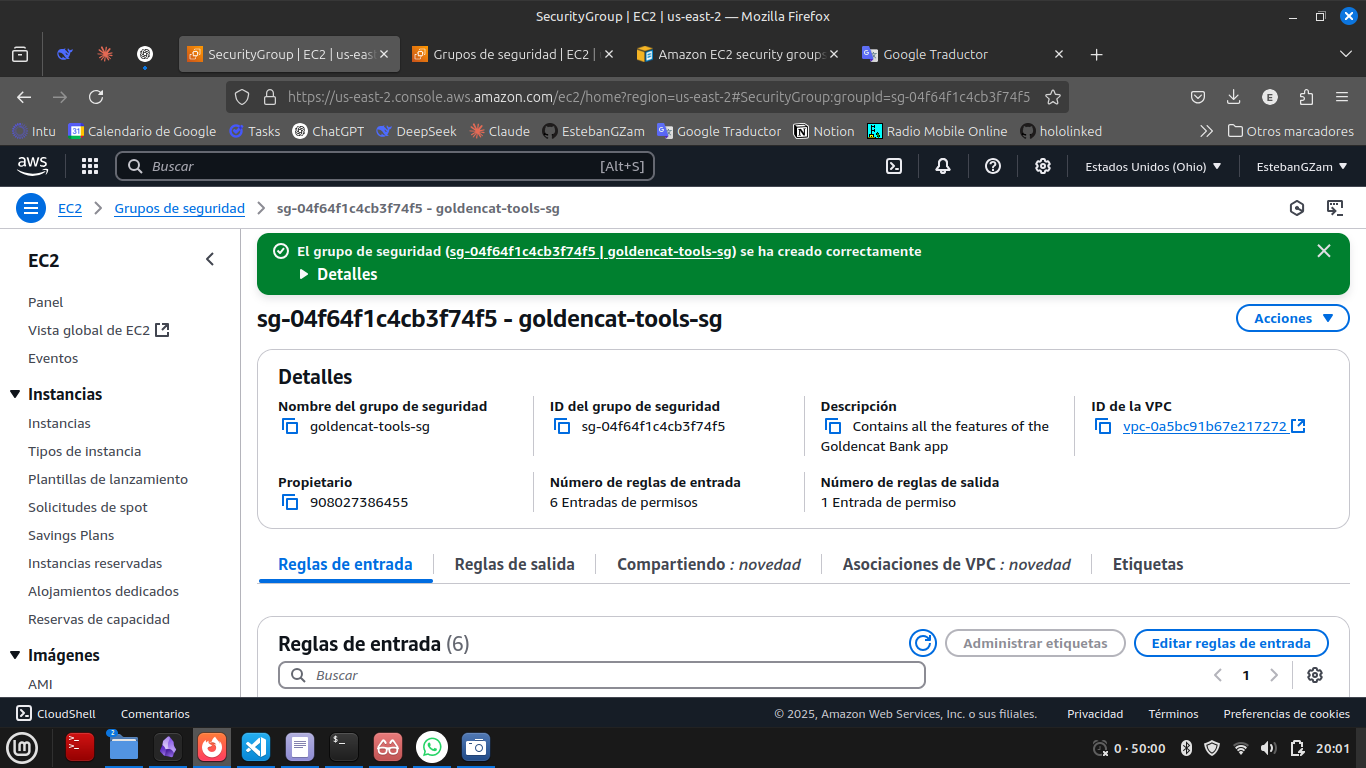 SecurityGroup | EC2 | us-east-2 — Mozilla Firefox
SecurityGroup | EC2 | us-east
Grupos de seguridad | EC2 |
Amazon EC2 security groups
Google Traductor
https://us-east-2.console.aws.amazon.com/ec2/home?region=us-east-2#SecurityGroup:groupId=sg-04f64f1c4cb3f74f5
E
Intu
31
Calendario de Google
Tasks
ChatGPT
DeepSeek
Claude
EstebanGZam
Google Traductor
Notion
Radio Mobile Online
hololinked
Otros marcadores
aws
Buscar
[Alt+S]
Estados Unidos (Ohio)
EstebanGZam
EC2
Grupos de seguridad
sg-04f64f1c4cb3f74f5 - goldencat-tools-sg
EC2
Panel
Vista global de EC2
Eventos
Instancias
Instancias
Tipos de instancia
Plantillas de lanzamiento
Solicitudes de spot
Savings Plans
Instancias reservadas
Alojamientos dedicados
Reservas de capacidad
Imágenes
AMI
El grupo de seguridad (sg-04f64f1c4cb3f74f5 | goldencat-tools-sg) se ha creado correctamente
Detalles
sg-04f64f1c4cb3f74f5 - goldencat-tools-sg
Acciones
Detalles
Nombre del grupo de seguridad
goldencat-tools-sg
ID del grupo de seguridad
sg-04f64f1c4cb3f74f5
Descripción
Contains all the features of the
Goldencat Bank app
ID de la VPC
vpc-0a5bc91b67e217272
Propietario
908027386455
Número de reglas de entrada
6 Entradas de permisos
Número de reglas de salida
1 Entrada de permiso
Reglas de entrada
Reglas de salida
Compartiendo : novedad
Asociaciones de VPC : novedad
Etiquetas
Reglas de entrada (6)
Administrar etiquetas
Editar reglas de entrada
Buscar
1
CloudShell
Comentarios
© 2025, Amazon Web Services, Inc. o sus filiales.
Privacidad
Términos
Preferencias de cookies
2
0 · 50:00
20:01